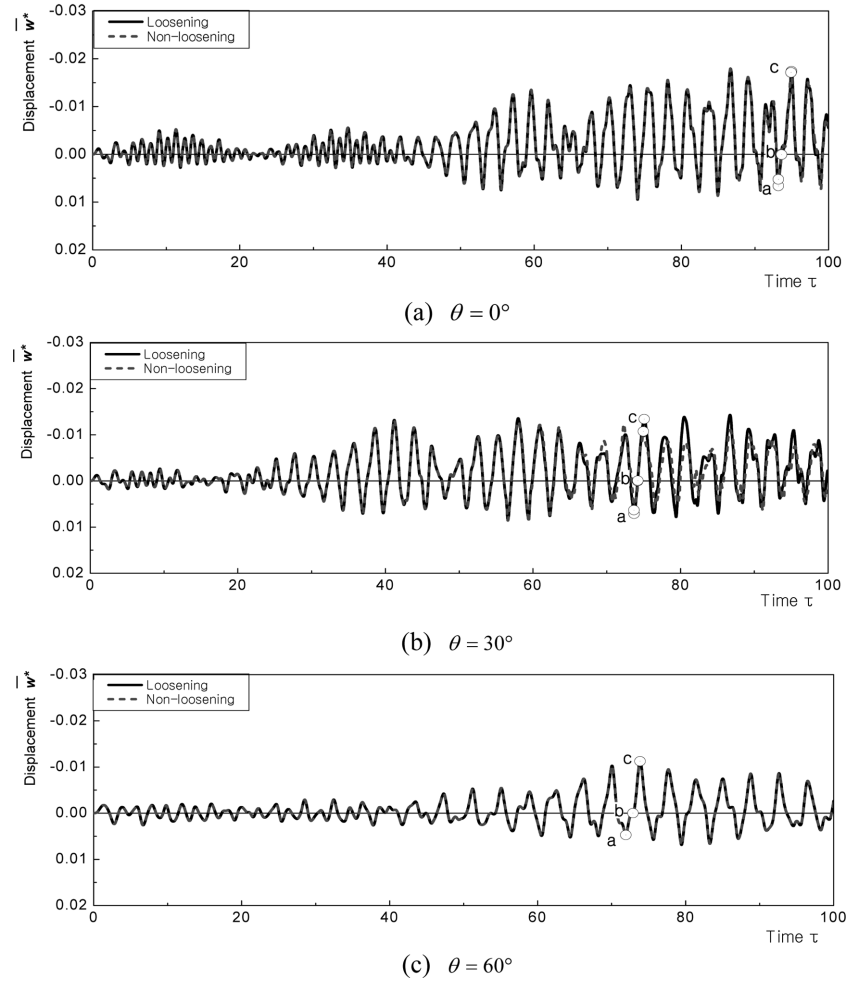 -0.03
-0.02
-0.01
0.00
0.01
0.02
Displacement w̅*
Loosening
Non-loosening
c
b
a
0 20 40 60 80 100
Time τ
(a) θ = 0°
-0.03
-0.02
-0.01
0.00
0.01
0.02
Displacement w̅*
Loosening
Non-loosening
c
b
a
0 20 40 60 80 100
Time τ
(b) θ = 30°
-0.03
-0.02
-0.01
0.00
0.01
0.02
Displacement w̅*
Loosening
Non-loosening
c
b
a
0 20 40 60 80 100
Time τ
(c) θ = 60°